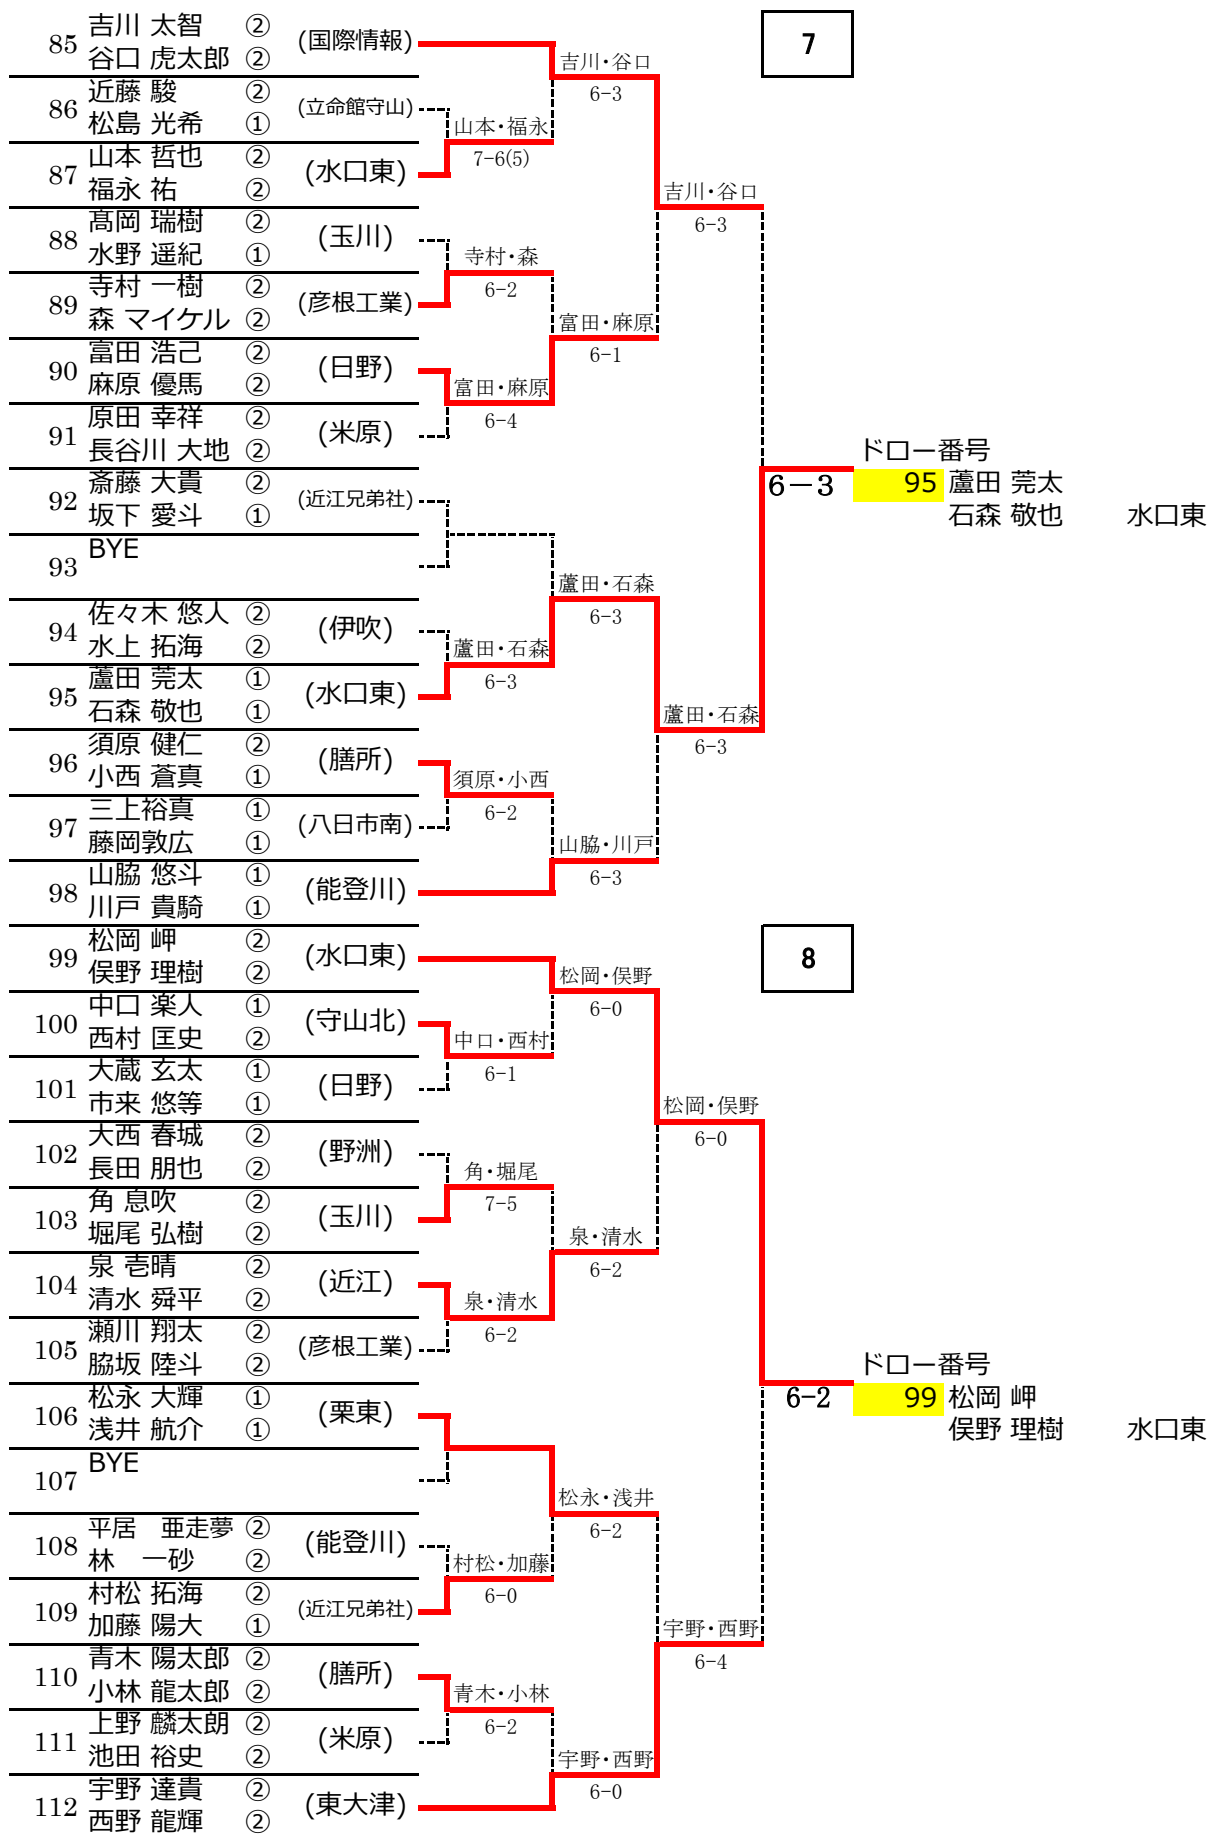 7
85 吉川 太智 ②
谷口 虎太郎 ②
(国際情報)
吉川・谷口
6-3
86 近藤 駿 ②
松島 光希 ①
(立命館守山)
山本・福永
7-6(5)
87 山本 哲也 ②
福永 祐 ②
(水口東)
吉川・谷口
6-3
88 髙岡 瑞樹 ②
水野 遥紀 ①
(玉川)
寺村・森
6-2
89 寺村 一樹 ②
森 マイケル ②
(彦根工業)
富田・麻原
6-1
90 富田 浩己 ②
麻原 優馬 ②
(日野)
富田・麻原
6-4
91 原田 幸祥 ②
長谷川 大地 ②
(米原)
ドロー番号
6-3
95 蘆田 莞太
石森 敬也 水口東
92 斎藤 大貴 ②
坂下 愛斗 ①
(近江兄弟社)
93 BYE
蘆田・石森
6-3
94 佐々木 悠人 ②
水上 拓海 ②
(伊吹)
蘆田・石森
6-3
95 蘆田 莞太 ①
石森 敬也 ①
(水口東)
蘆田・石森
6-3
96 須原 健仁 ②
小西 蒼真 ①
(膳所)
須原・小西
6-2
97 三上裕真 ①
藤岡敦広 ①
(八日市南)
山脇・川戸
6-3
98 山脇 悠斗 ①
川戸 貴騎 ①
(能登川)
8
99 松岡 岬 ②
俣野 理樹 ②
(水口東)
松岡・俣野
6-0
100 中口 楽人 ①
西村 匡史 ②
(守山北)
中口・西村
6-1
101 大蔵 玄太 ①
市来 悠等 ①
(日野)
松岡・俣野
6-0
102 大西 春城 ②
長田 朋也 ②
(野洲)
角・堀尾
7-5
103 角 息吹 ②
堀尾 弘樹 ②
(玉川)
泉・清水
6-2
104 泉 壱晴 ②
清水 舜平 ②
(近江)
泉・清水
6-2
105 瀬川 翔太 ②
脇坂 陸斗 ②
(彦根工業)
ドロー番号
6-2
99 松岡 岬
俣野 理樹 水口東
106 松永 大輝 ①
浅井 航介 ①
(栗東)
107 BYE
松永・浅井
6-2
108 平居 亜走夢 ②
林 一砂 ②
(能登川)
村松・加藤
6-0
109 村松 拓海 ②
加藤 陽大 ①
(近江兄弟社)
宇野・西野
6-4
110 青木 陽太郎 ②
小林 龍太郎 ②
(膳所)
青木・小林
6-2
111 上野 麟太朗 ②
池田 裕史 ②
(米原)
宇野・西野
6-0
112 宇野 達貴 ②
西野 龍輝 ②
(東大津)